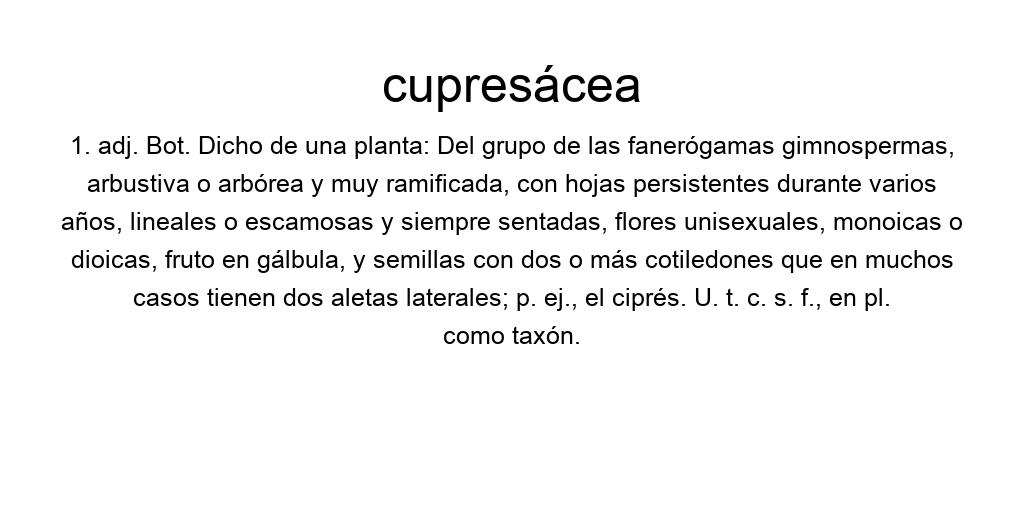 cupresácea
1. adj. Bot. Dicho de una planta: Del grupo de las fanerógamas gimnospermas,
arbustiva o arbórea y muy ramificada, con hojas persistentes durante varios
años, lineales o escamosas y siempre sentadas, flores unisexuales, monoicas o
dioicas, fruto en gálbula, y semillas con dos o más cotiledones que en muchos
casos tienen dos aletas laterales; p. ej., el ciprés. U. t. c. s. f., en pl.
como taxón.